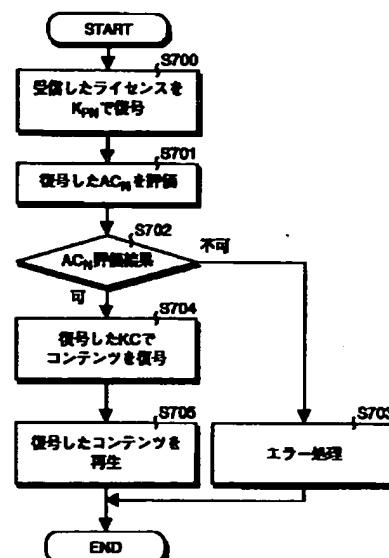 START
S700
受信したライセンスを
KPNで復号
S701
復号したACNを評価
S702
ACN評価結果
不可
可
S704
復号したKCで
コンテンツを復号
S705
復号したコンテンツを
再生
S703
エラー処理
END